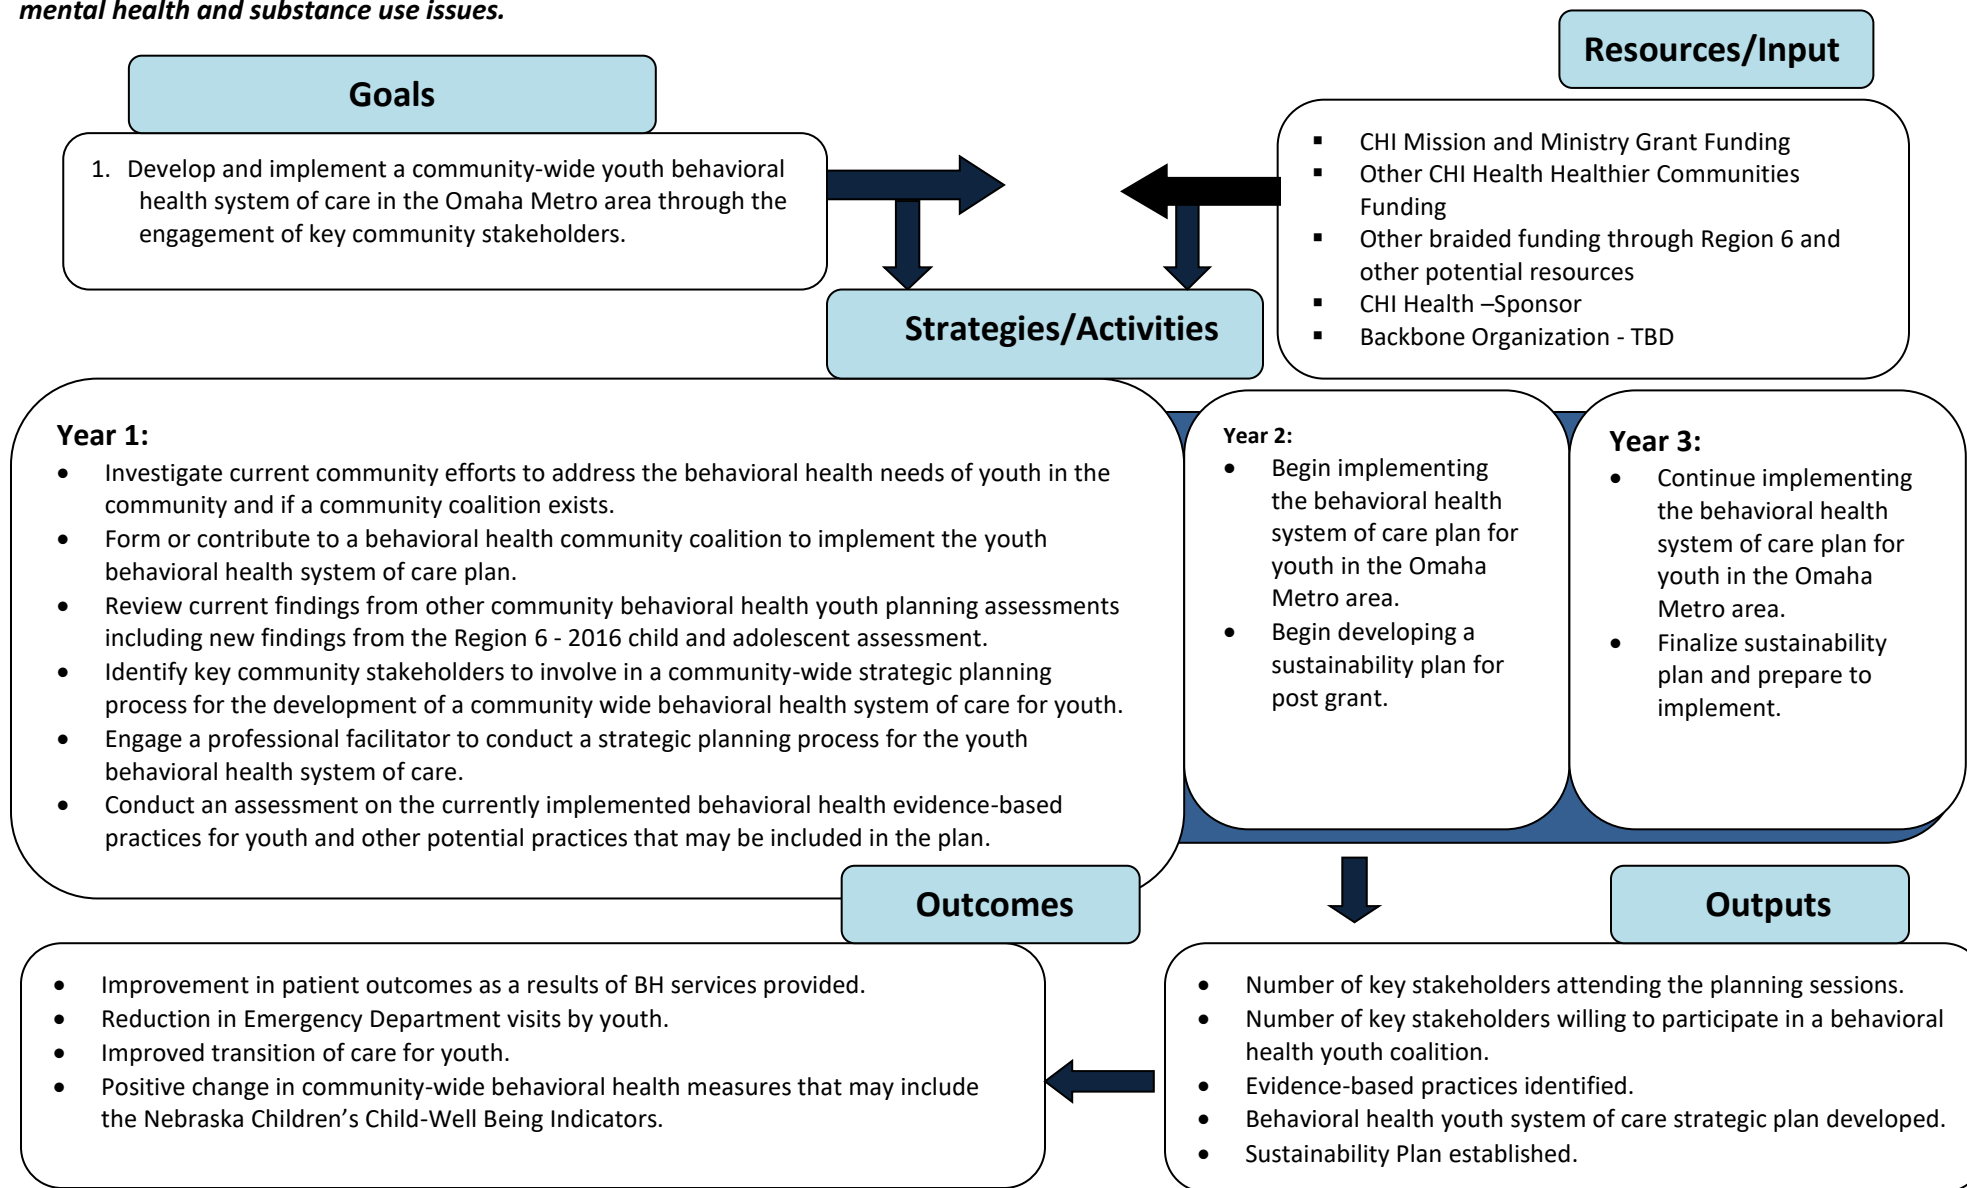 mental health and substance use issues.
Goals
1. Develop and implement a community-wide youth behavioral
health system of care in the Omaha Metro area through the
engagement of key community stakeholders.
Resources/Input
▪ CHI Mission and Ministry Grant Funding
▪ Other CHI Health Healthier Communities
Funding
▪ Other braided funding through Region 6 and
other potential resources
▪ CHI Health –Sponsor
▪ Backbone Organization - TBD
Strategies/Activities
Year 1:
• Investigate current community efforts to address the behavioral health needs of youth in the
community and if a community coalition exists.
• Form or contribute to a behavioral health community coalition to implement the youth
behavioral health system of care plan.
• Review current findings from other community behavioral health youth planning assessments
including new findings from the Region 6 - 2016 child and adolescent assessment.
• Identify key community stakeholders to involve in a community-wide strategic planning
process for the development of a community wide behavioral health system of care for youth.
• Engage a professional facilitator to conduct a strategic planning process for the youth
behavioral health system of care.
• Conduct an assessment on the currently implemented behavioral health evidence-based
practices for youth and other potential practices that may be included in the plan.
Year 2:
• Begin implementing
the behavioral health
system of care plan for
youth in the Omaha
Metro area.
• Begin developing a
sustainability plan for
post grant.
Year 3:
• Continue implementing
the behavioral health
system of care plan for
youth in the Omaha
Metro area.
• Finalize sustainability
plan and prepare to
implement.
Outcomes
• Improvement in patient outcomes as a results of BH services provided.
• Reduction in Emergency Department visits by youth.
• Improved transition of care for youth.
• Positive change in community-wide behavioral health measures that may include
the Nebraska Children’s Child-Well Being Indicators.
Outputs
• Number of key stakeholders attending the planning sessions.
• Number of key stakeholders willing to participate in a behavioral
health youth coalition.
• Evidence-based practices identified.
• Behavioral health youth system of care strategic plan developed.
• Sustainability Plan established.